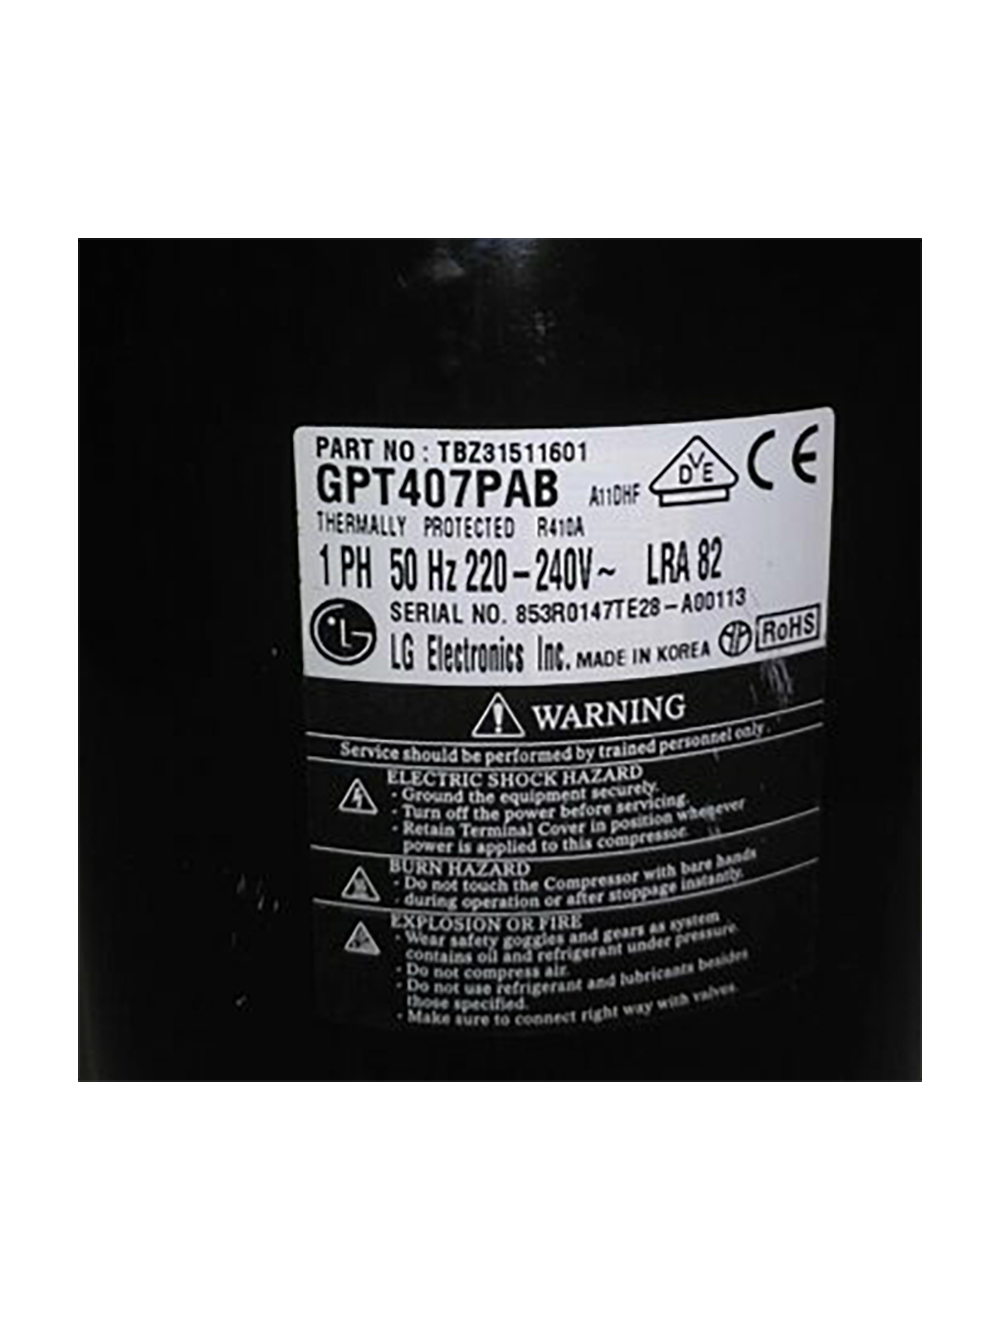 PART NO : TBZ31511601
GPT407PAB A11DHF DVE CE
THERMALLY PROTECTED R410A
1 PH 50 Hz 220-240V~ LRA 82
SERIAL NO. 853R0147TE28-A00113
LG LG Electronics Inc. MADE IN KOREA RoHS
WARNING
Service should be performed by trained personnel only.
ELECTRIC SHOCK HAZARD
· Ground the equipment securely.
· Turn off the power before servicing.
· Retain Terminal Cover in position whenever
power is applied to this compressor.
BURN HAZARD
· Do not touch the Compressor with bare hands
· during operation or after stoppage instantly.
EXPLOSION OR FIRE
· Wear safety goggles and gears as system
contains oil and refrigerant under pressure.
· Do not compress air.
· Do not use refrigerant and lubricants besides
those specified.
· Make sure to connect right way with valves.